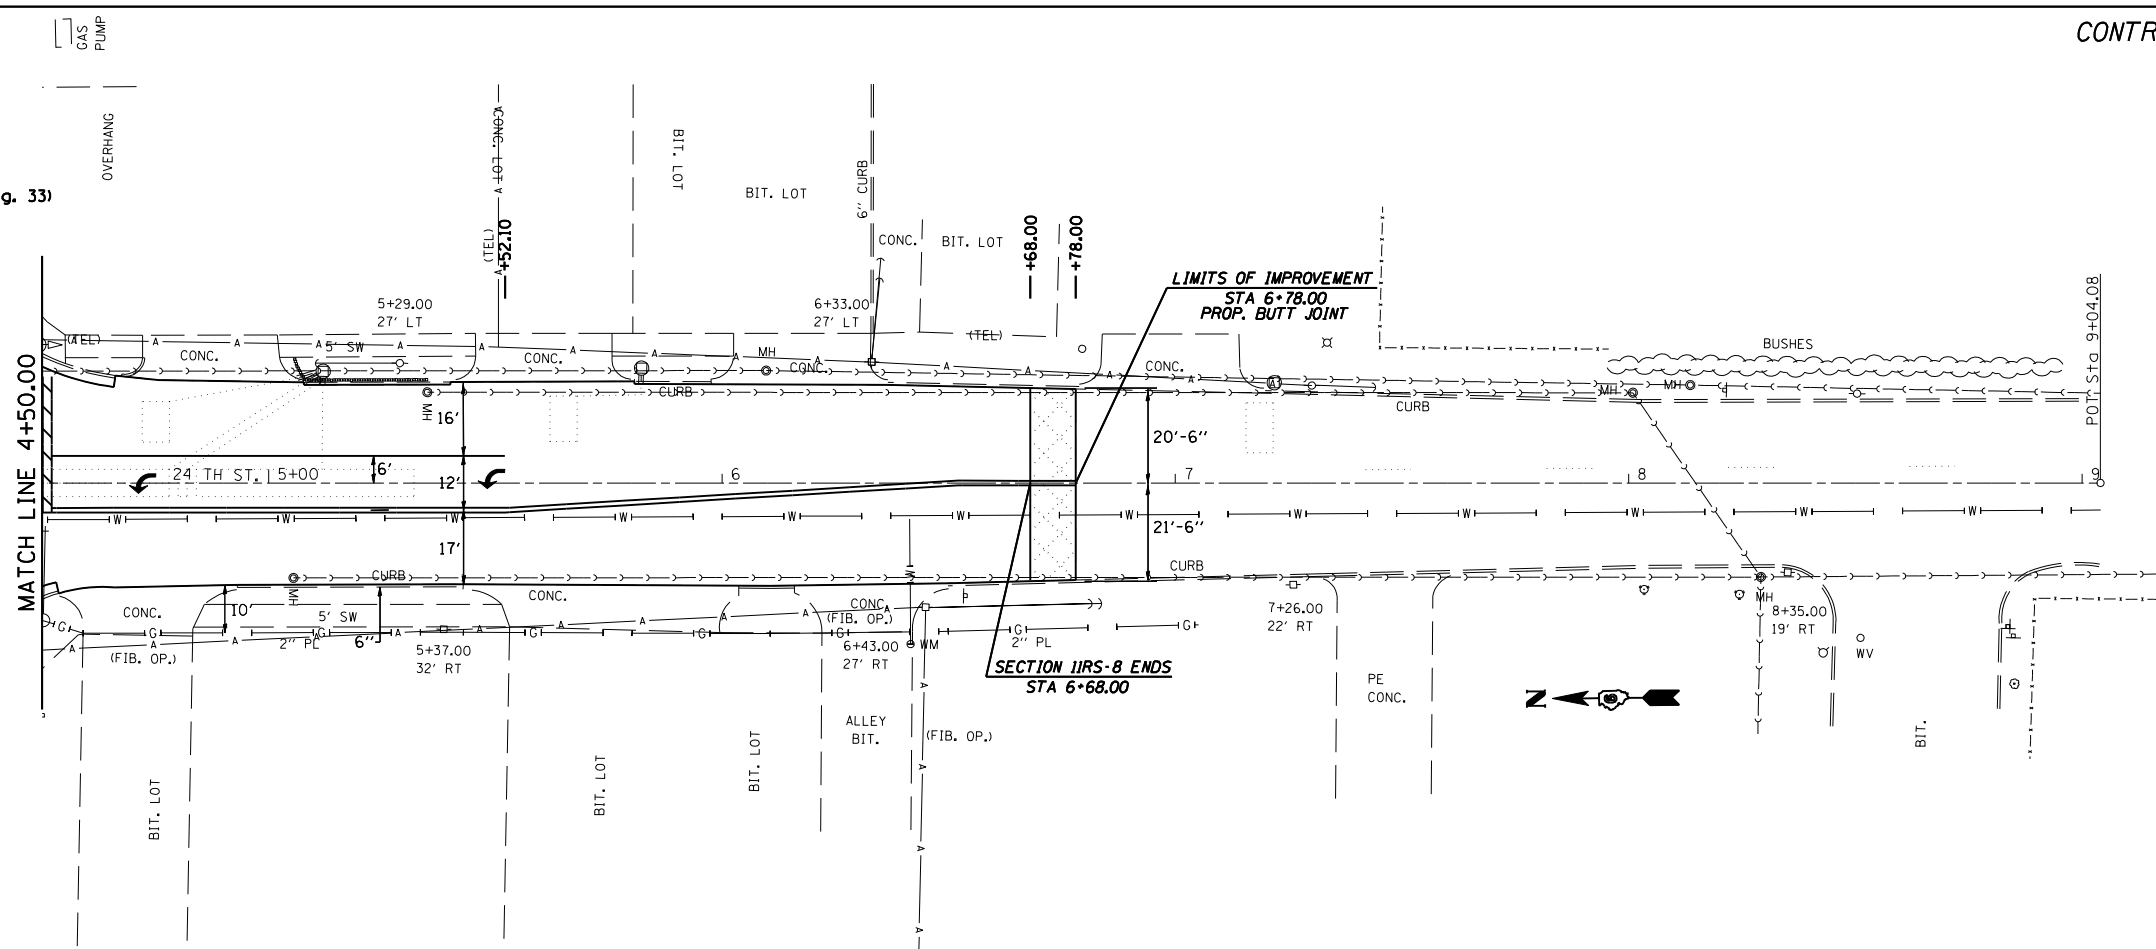 CONTR
GAS
PUMP
OVERHANG
g. 33)
CONC. LOT
A
A
BIT. LOT
BIT. LOT
6" CURB
(TEL)
+52.10
CONC.
BIT. LOT
+68.00
+78.00
LIMITS OF IMPROVEMENT
STA 6+78.00
PROP. BUTT JOINT
5+29.00
27' LT
6+33.00
27' LT
(TEL)
(TEL)
5' SW
CONC.
CONC.
MH
CONC.
CONC.
BUSHES
POT Sta 9+04.08
MATCH LINE 4+50.00
MH
CURB
MH
MH
CURB
16'
20'-6"
6'
24 TH ST.
5+00
12'
6
7
8
9
W W W W W W W W W W W W
17'
21'-6"
CURB
CURB
MH
W
CONC.
10'
5' SW
CONC.
CONC.
(FIB. OP.)
7+26.00
22' RT
MH
8+35.00
19' RT
G G G G G G G
(FIB. OP.)
2" PL
6"
5+37.00
32' RT
6+43.00
27' RT
WM
2" PL
WV
SECTION 11RS-8 ENDS
STA 6+68.00
PE
CONC.
N
ALLEY
BIT.
(FIB. OP.)
BIT. LOT
BIT. LOT
BIT. LOT
BIT.